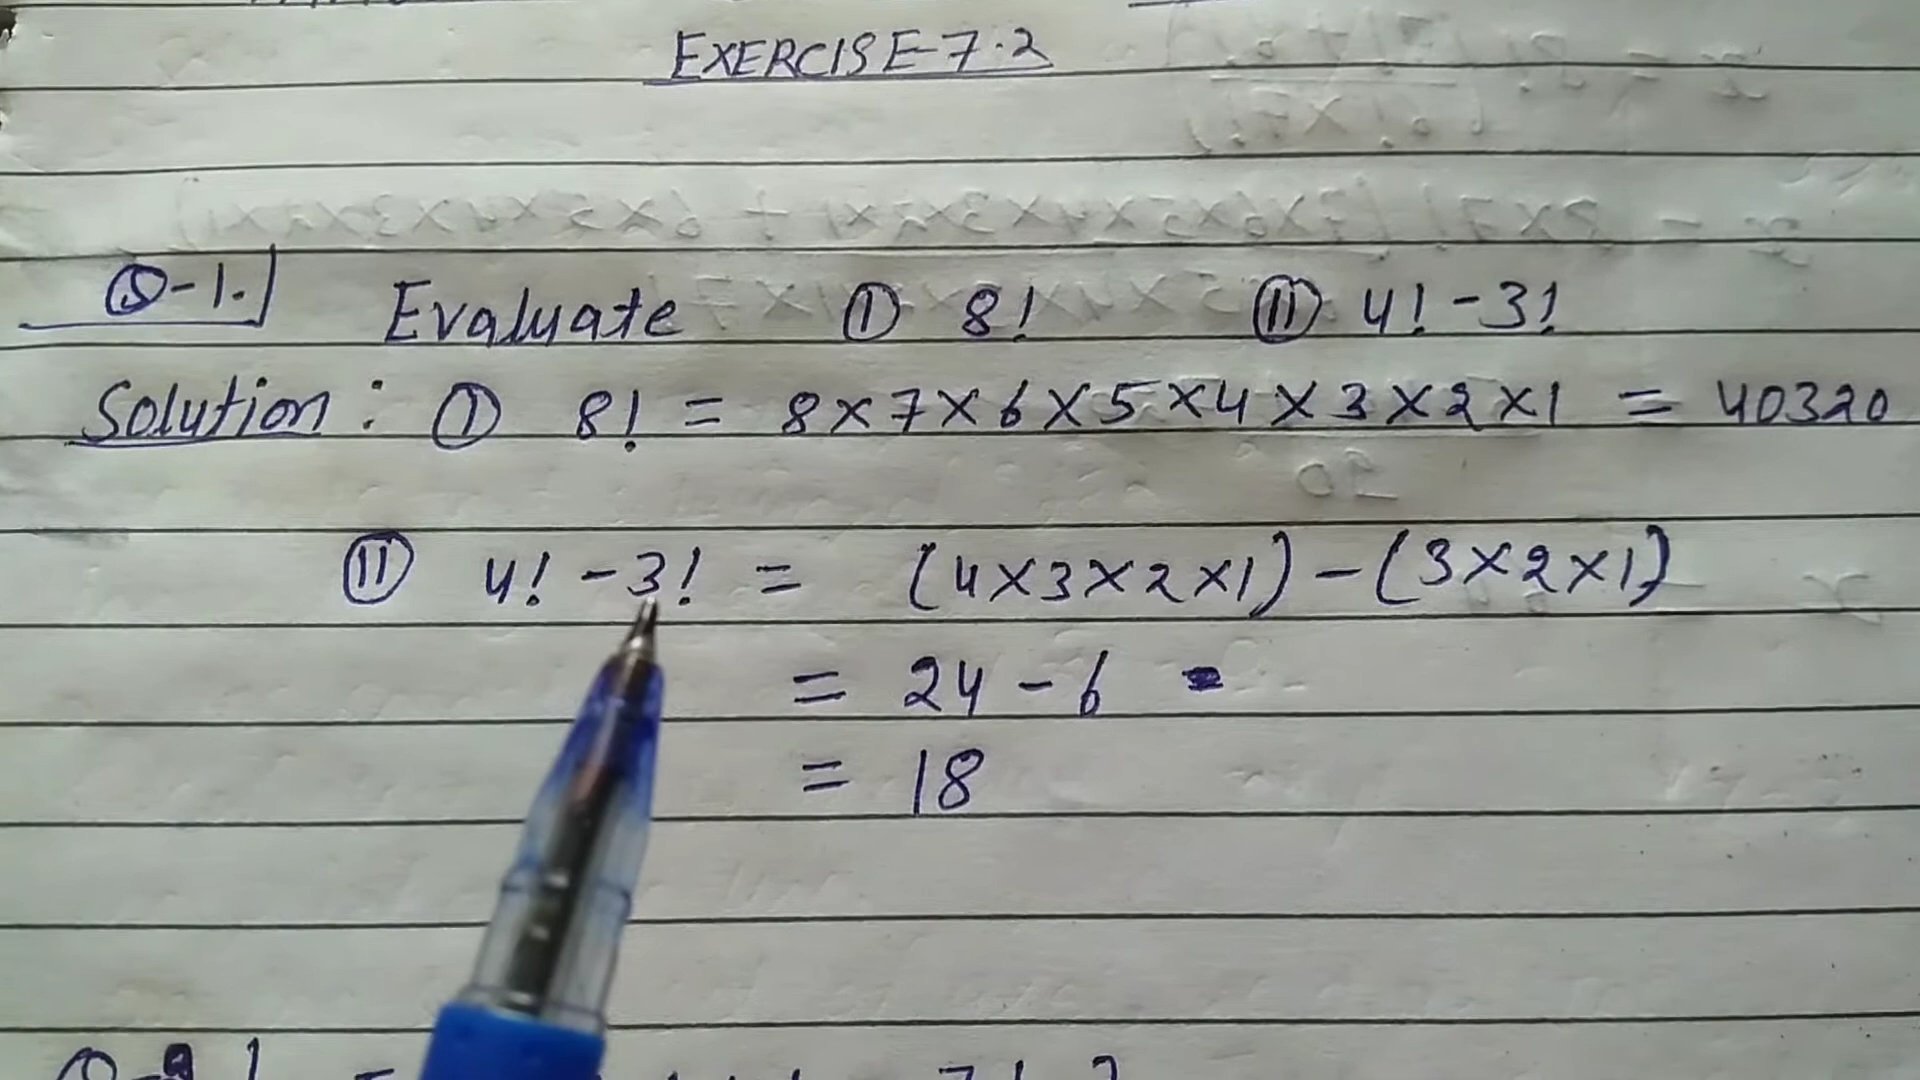 EXERCISE-7.2
Q-1. Evaluate (I) 8! (II) 4! - 3!
Solution: (I) 8! = 8×7×6×5×4×3×2×1 = 40320
(II) 4! - 3! = (4×3×2×1) - (3×2×1)
= 24 - 6
= 18